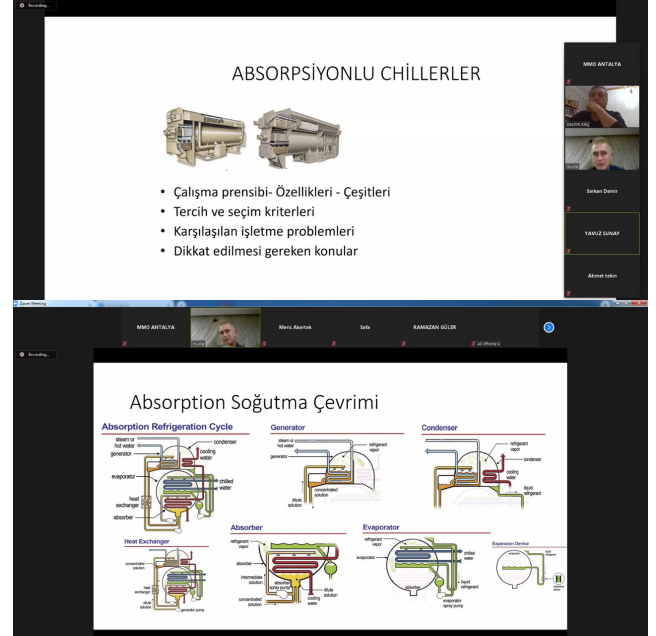 Recording...
ABSORPSİYONLU CHİLLERLER
• Çalışma prensibi- Özellikleri - Çeşitleri
• Tercih ve seçim kriterleri
• Karşılaşılan işletme problemleri
• Dikkat edilmesi gereken konular
MMO ANTALYA
Serkan Demir
YAVUZ SUNAY
Ahmet tekin
Zoom Meeting
MMO ANTALYA
Meric Akertek
Safa
RAMAZAN GÜLER
Recording...
Absorption Soğutma Çevrimi
Absorption Refrigeration Cycle
steam or
hot water
generator
condenser
cooling
water
evaporator
chilled
water
heat
exchanger
absorber
Generator
steam or
hot water
generator
refrigerant
vapor
concentrated
solution
dilute
solution
Condenser
refrigerant
vapor
condenser
cooling
water
liquid
refrigerant
Heat Exchanger
concentrated
solution
heat
exchanger
dilute
solution
generator pump
Absorber
refrigerant
vapor
absorber
intermediate
solution
absorber
spray pump
concentrated
solution
cooling
water
dilute
solution
Evaporator
refrigerant
vapor
evaporator
chilled
water
absorber
liquid
refrigerant
evaporator
spray pump
Expansion Device